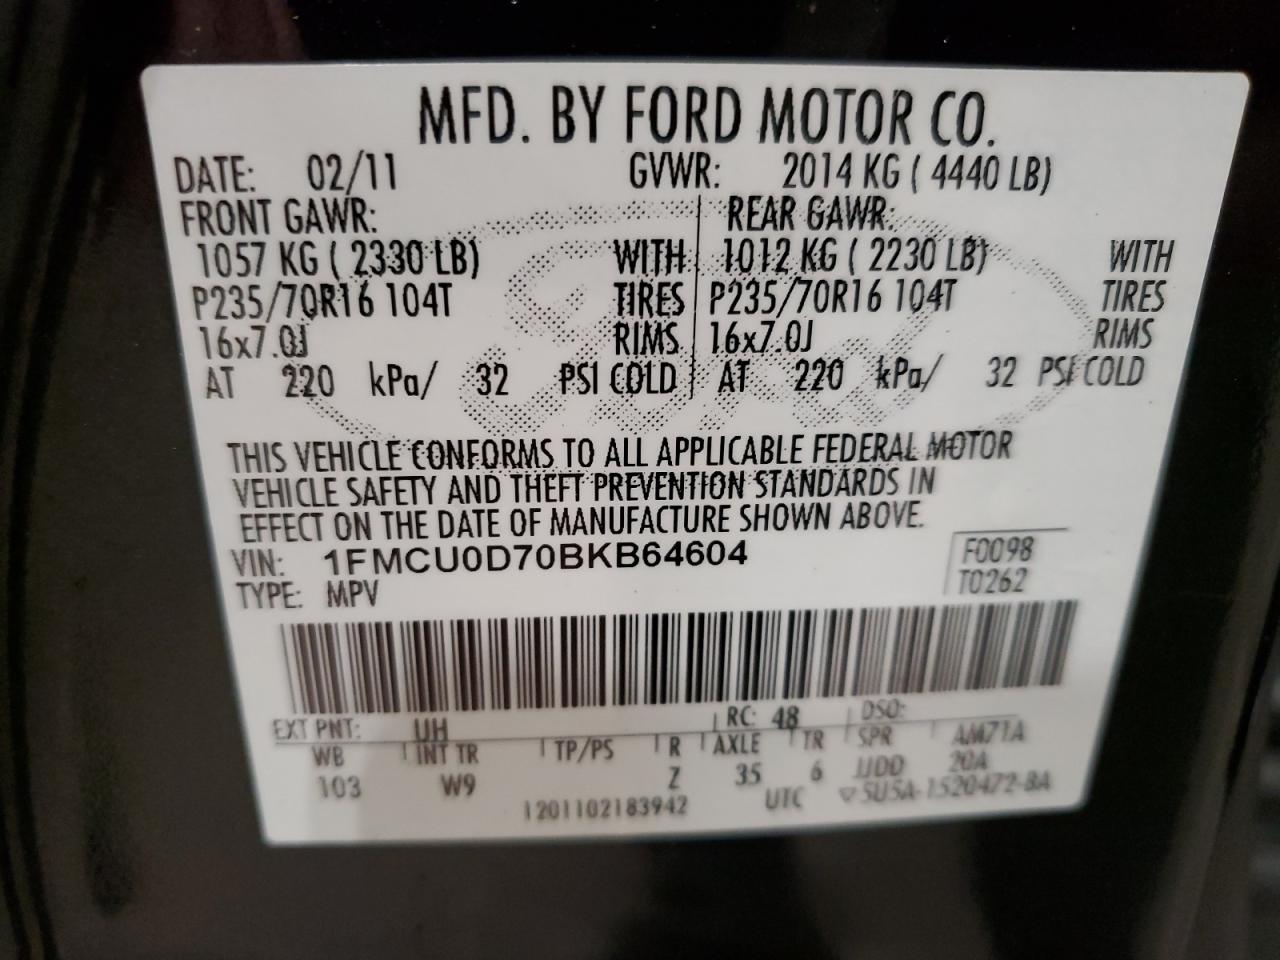 MFD. BY FORD MOTOR CO.
DATE: 02/11 GVWR: 2014 KG ( 4440 LB)
FRONT GAWR: REAR GAWR:
1057 KG ( 2330 LB) WITH 1012 KG ( 2230 LB) WITH
P235/70R16 104T TIRES P235/70R16 104T TIRES
16x7.0J RIMS 16x7.0J RIMS
AT 220 kPa/ 32 PSI COLD AT 220 kPa/ 32 PSI COLD
THIS VEHICLE CONFORMS TO ALL APPLICABLE FEDERAL MOTOR
VEHICLE SAFETY AND THEFT PREVENTION STANDARDS IN
EFFECT ON THE DATE OF MANUFACTURE SHOWN ABOVE.
VIN: 1FMCU0D70BKB64604 F0098
TYPE: MPV T0262
EXT PNT: UH RC: 48 DSO:
WB INT TR TP/PS R AXLE TR SPR AM71A
103 W9 Z 35 6 JJDD 20A
1201102183942 UTC ▽5U5A-1520472-BA